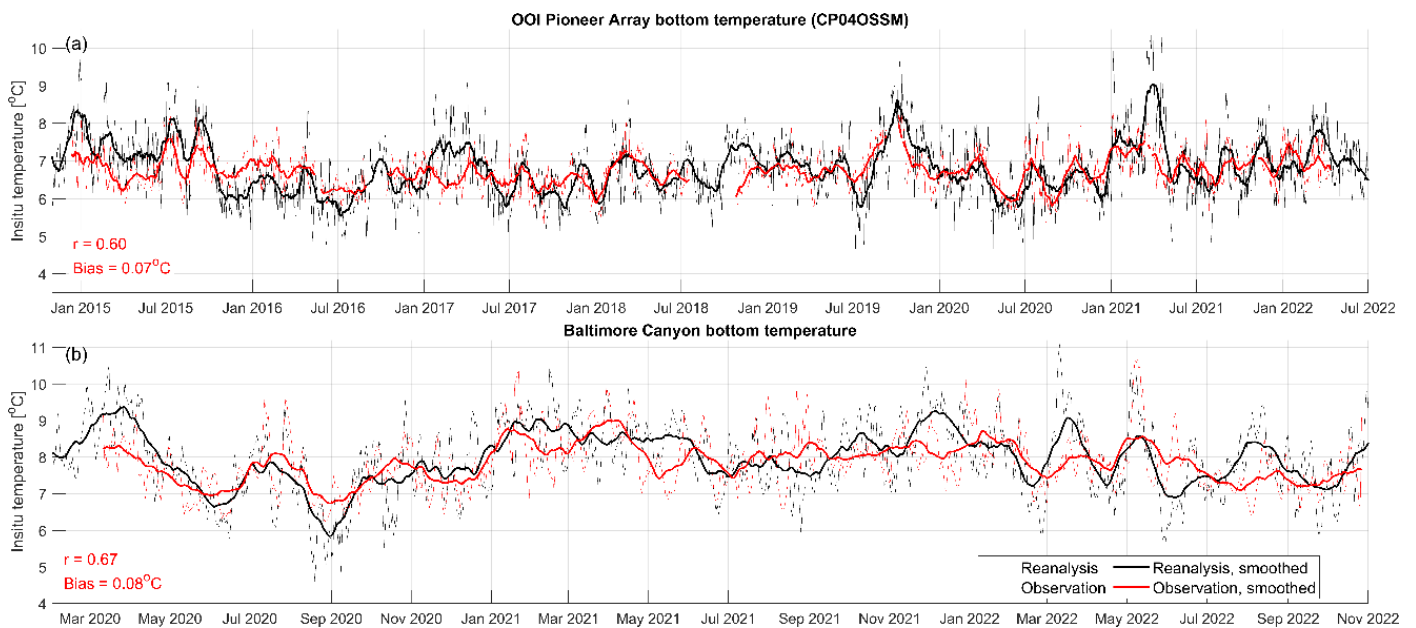 OOI Pioneer Array bottom temperature (CP04OSSM)
(a)
Insitu temperature [°C]
10
9
8
7
6
5
4
r = 0.60
Bias = 0.07°C
Jan 2015 Jul 2015 Jan 2016 Jul 2016 Jan 2017 Jul 2017 Jan 2018 Jul 2018 Jan 2019 Jul 2019 Jan 2020 Jul 2020 Jan 2021 Jul 2021 Jan 2022 Jul 2022
Baltimore Canyon bottom temperature
(b)
Insitu temperature [°C]
11
10
9
8
7
6
5
4
r = 0.67
Bias = 0.08°C
Reanalysis Reanalysis, smoothed
Observation Observation, smoothed
Mar 2020 May 2020 Jul 2020 Sep 2020 Nov 2020 Jan 2021 Mar 2021 May 2021 Jul 2021 Sep 2021 Nov 2021 Jan 2022 Mar 2022 May 2022 Jul 2022 Sep 2022 Nov 2022